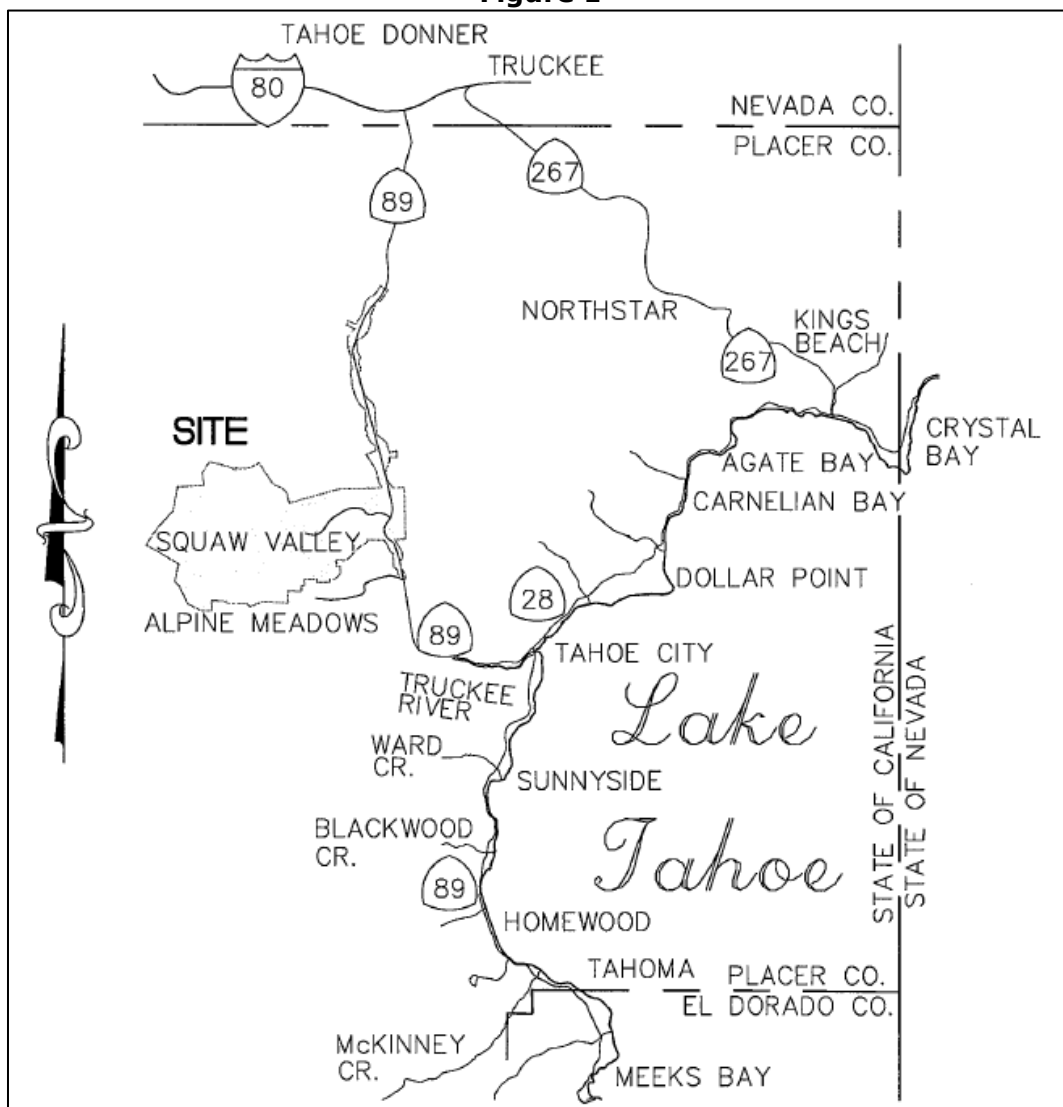 TAHOE DONNER
TRUCKEE
80
NEVADA CO.
PLACER CO.
267
89
NORTHSTAR
KINGS
BEACH
267
CRYSTAL
BAY
SITE
AGATE BAY
CARNELIAN BAY
SQUAW VALLEY
DOLLAR POINT
28
ALPINE MEADOWS
89
TAHOE CITY
TRUCKEE
RIVER
Lake
Tahoe
WARD
CR.
SUNNYSIDE
STATE OF CALIFORNIA
STATE OF NEVADA
BLACKWOOD
CR.
89
HOMEWOOD
TAHOMA
PLACER CO.
EL DORADO CO.
McKINNEY
CR.
MEEKS BAY